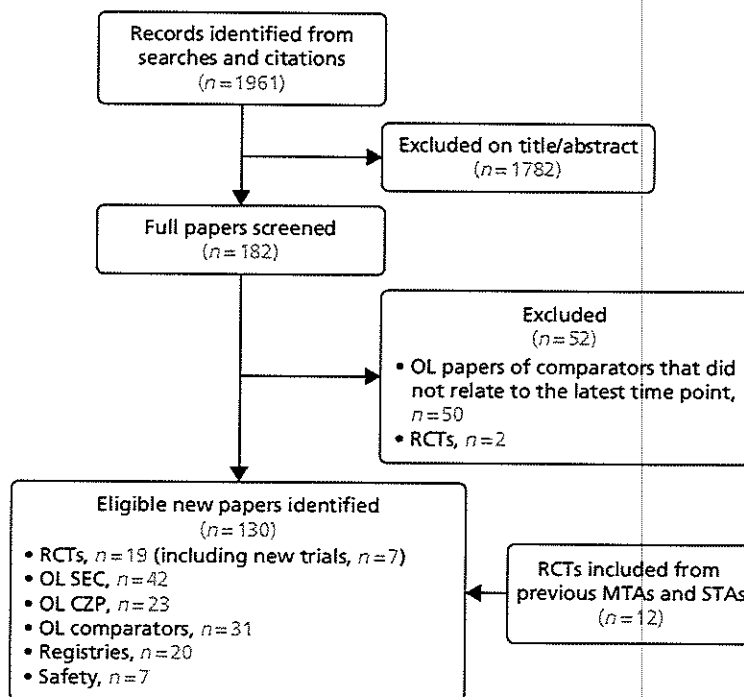 Records identified from
searches and citations
(n=1961)
Excluded on title/abstract
(n=1782)
Full papers screened
(n=182)
Excluded
(n=52)
• OL papers of comparators that did
not relate to the latest time point,
n=50
• RCTs, n=2
Eligible new papers identified
(n=130)
• RCTs, n=19 (including new trials, n=7)
• OL SEC, n=42
• OL CZP, n=23
• OL comparators, n=31
• Registries, n=20
• Safety, n=7
RCTs included from
previous MTAs and STAs
(n=12)